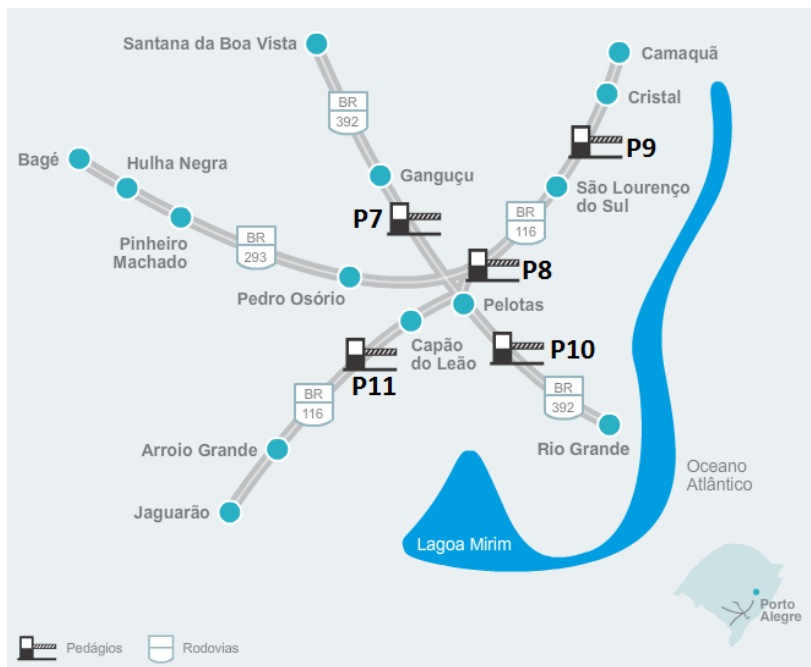 Santana da Boa Vista
Camaquã
Cristal
BR
392
P9
Bagé
Hulha Negra
Ganguçu
São Lourenço
do Sul
P7
BR
116
Pinheiro
Machado
BR
293
P8
Pedro Osório
Pelotas
Capão
do Leão
P10
P11
BR
116
BR
392
Arroio Grande
Rio Grande
Oceano
Atlântico
Jaguarão
Lagoa Mirim
Porto
Alegre
Pedágios
Rodovias